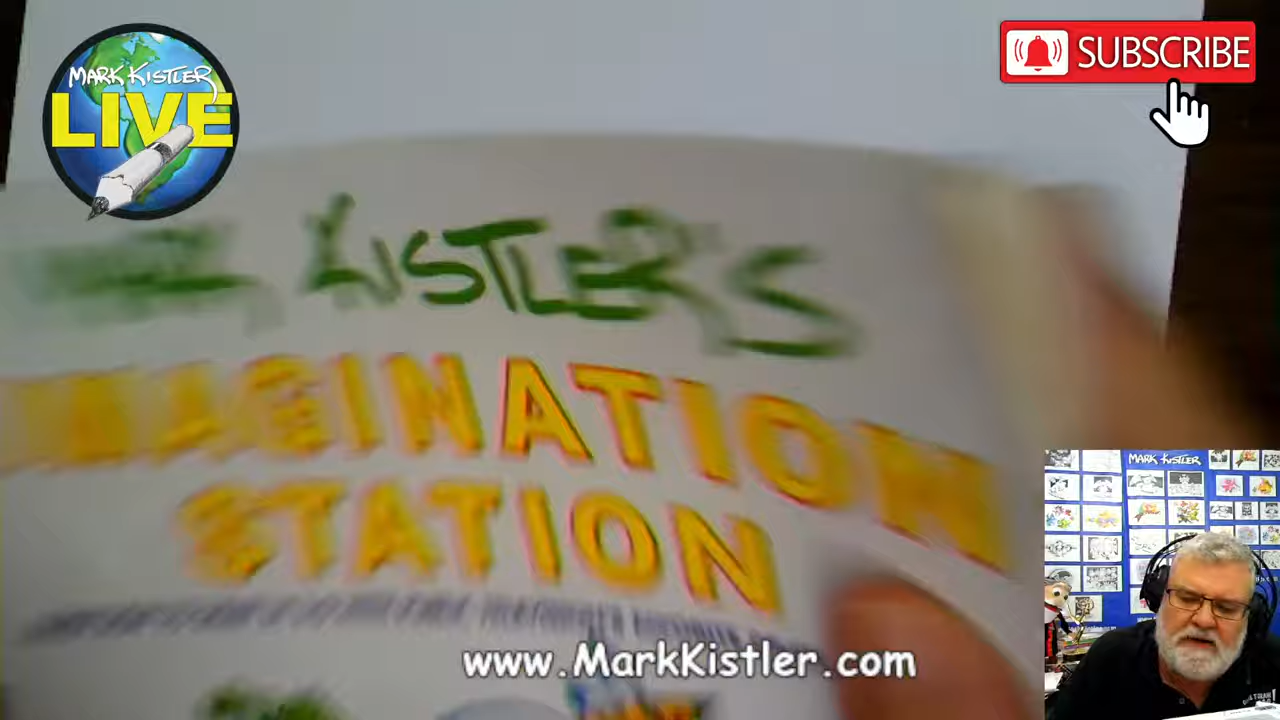 MARK KISTLER
LIVE
SUBSCRIBE
KISTLER'S
IMAGINATION
STATION
MARK KISTLER
www.MarkKistler.com